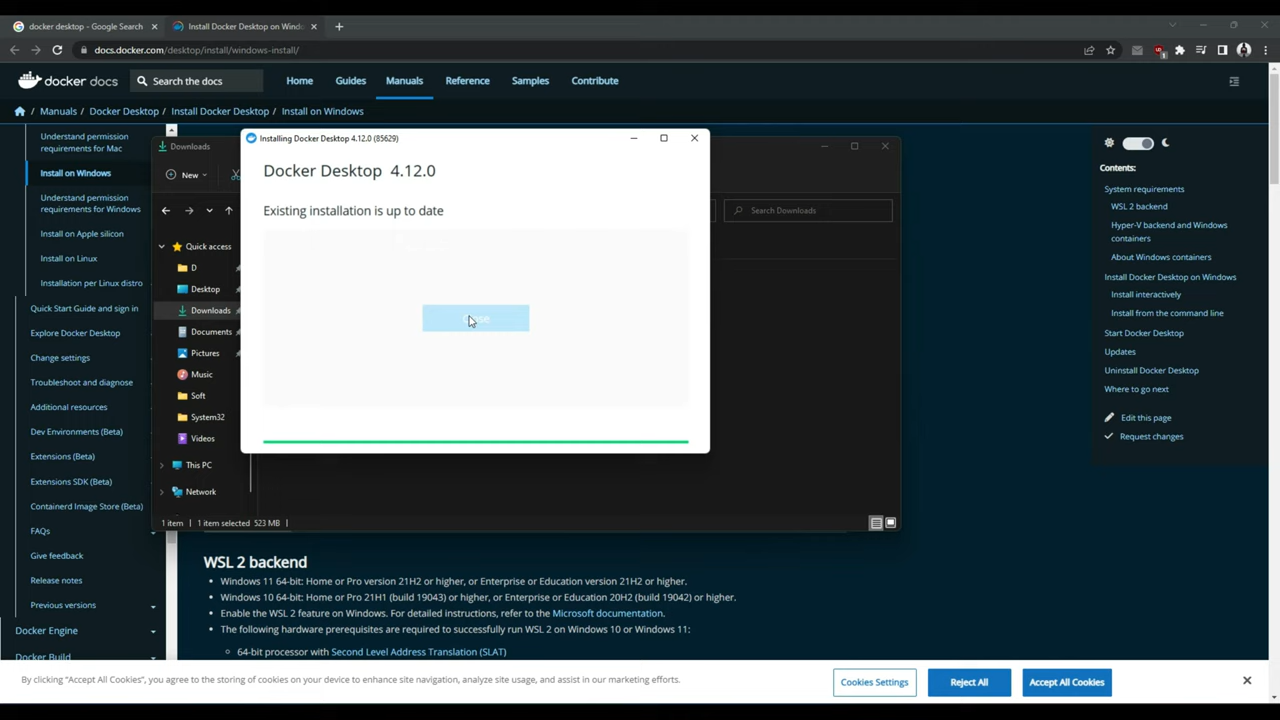 docker desktop - Google Search
Install Docker Desktop on Wind
docs.docker.com/desktop/install/windows-install/
1
docker docs
Search the docs
Home
Guides
Manuals
Reference
Samples
Contribute
/ Manuals / Docker Desktop / Install Docker Desktop / Install on Windows
Understand permission
requirements for Mac
Install on Windows
Understand permission
requirements for Windows
Install on Apple silicon
Install on Linux
Installation per Linux distro
Quick Start Guide and sign in
Explore Docker Desktop
Change settings
Troubleshoot and diagnose
Additional resources
Dev Environments (Beta)
Extensions (Beta)
Extensions SDK (Beta)
Containerd Image Store (Beta)
FAQs
Give feedback
Release notes
Previous versions
Docker Engine
Docker Build
Downloads
New
Quick access
D
Desktop
Downloads
Documents
Pictures
Music
Soft
System32
Videos
This PC
Network
1 item
1 item selected 523 MB
Search Downloads
Installing Docker Desktop 4.12.0 (85629)
Docker Desktop 4.12.0
Existing installation is up to date
Close
WSL 2 backend
• Windows 11 64-bit: Home or Pro version 21H2 or higher, or Enterprise or Education version 21H2 or higher.
• Windows 10 64-bit: Home or Pro 21H1 (build 19043) or higher, or Enterprise or Education 20H2 (build 19042) or higher.
• Enable the WSL 2 feature on Windows. For detailed instructions, refer to the Microsoft documentation.
• The following hardware prerequisites are required to successfully run WSL 2 on Windows 10 or Windows 11:
64-bit processor with Second Level Address Translation (SLAT)
Contents:
System requirements
WSL 2 backend
Hyper-V backend and Windows
containers
About Windows containers
Install Docker Desktop on Windows
Install interactively
Install from the command line
Start Docker Desktop
Updates
Uninstall Docker Desktop
Where to go next
Edit this page
Request changes
By clicking "Accept All Cookies", you agree to the storing of cookies on your device to enhance site navigation, analyze site usage, and assist in our marketing efforts.
Cookies Settings
Reject All
Accept All Cookies